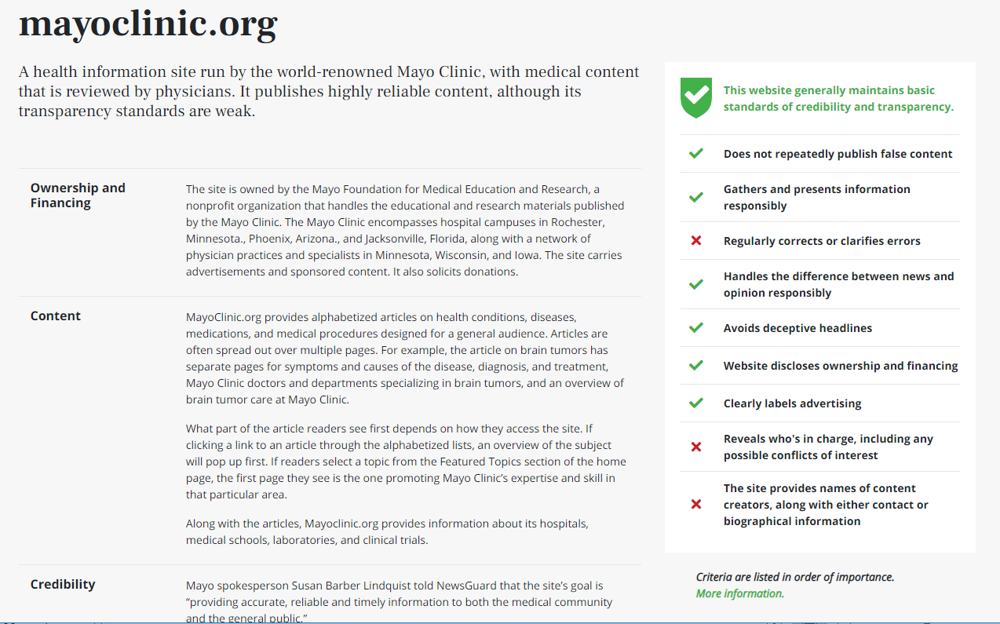 mayoclinic.org
A health information site run by the world-renowned Mayo Clinic, with medical content
that is reviewed by physicians. It publishes highly reliable content, although its
transparency standards are weak.
Ownership and
Financing
The site is owned by the Mayo Foundation for Medical Education and Research, a
nonprofit organization that handles the educational and research materials published
by the Mayo Clinic. The Mayo Clinic encompasses hospital campuses in Rochester,
Minnesota., Phoenix, Arizona., and Jacksonville, Florida, along with a network of
physician practices and specialists in Minnesota, Wisconsin, and Iowa. The site carries
advertisements and sponsored content. It also solicits donations.
Content
MayoClinic.org provides alphabetized articles on health conditions, diseases,
medications, and medical procedures designed for a general audience. Articles are
often spread out over multiple pages. For example, the article on brain tumors has
separate pages for symptoms and causes of the disease, diagnosis, and treatment,
Mayo Clinic doctors and departments specializing in brain tumors, and an overview of
brain tumor care at Mayo Clinic.
What part of the article readers see first depends on how they access the site. If
clicking a link to an article through the alphabetized lists, an overview of the subject
will pop up first. If readers select a topic from the Featured Topics section of the home
page, the first page they see is the one promoting Mayo Clinic’s expertise and skill in
that particular area.
Along with the articles, Mayoclinic.org provides information about its hospitals,
medical schools, laboratories, and clinical trials.
Credibility
Mayo spokesperson Susan Barber Lindquist told NewsGuard that the site’s goal is
“providing accurate, reliable and timely information to both the medical community
and the general public.”
This website generally maintains basic
standards of credibility and transparency.
Does not repeatedly publish false content
Gathers and presents information
responsibly
Regularly corrects or clarifies errors
Handles the difference between news and
opinion responsibly
Avoids deceptive headlines
Website discloses ownership and financing
Clearly labels advertising
Reveals who's in charge, including any
possible conflicts of interest
The site provides names of content
creators, along with either contact or
biographical information
Criteria are listed in order of importance.
More information.